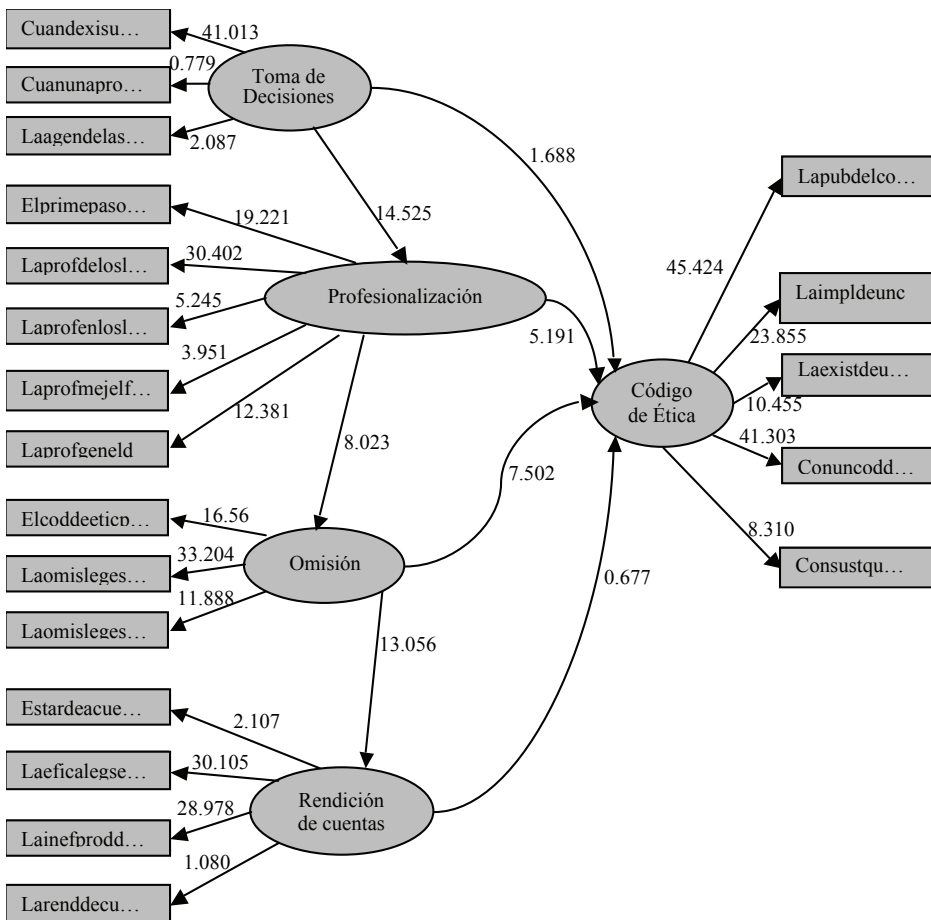 Cuandexisu…
41.013
Cuanunapro…
0.779
Toma de
Decisiones
Laagendelas…
2.087
1.688
Lapubdelco…
Elprimepaso…
19.221
14.525
Laprofdelosl…
30.402
45.424
Profesionalización
Laimpldeunc
Laprofenlosl…
5.245
5.191
23.855
Laprofmejelf…
3.951
Laexistdeu…
10.455
Código
de Ética
12.381
Laprofgeneld
8.023
41.303
Conuncodd…
7.502
Elcoddeeticp…
16.56
8.310
Laomisleges…
33.204
Omisión
Consustqu…
0.677
Laomisleges…
11.888
13.056
Estardeacue…
2.107
Laeficalegse…
30.105
Rendición
de cuentas
Lainefprodd…
28.978
1.080
Larenddecu…